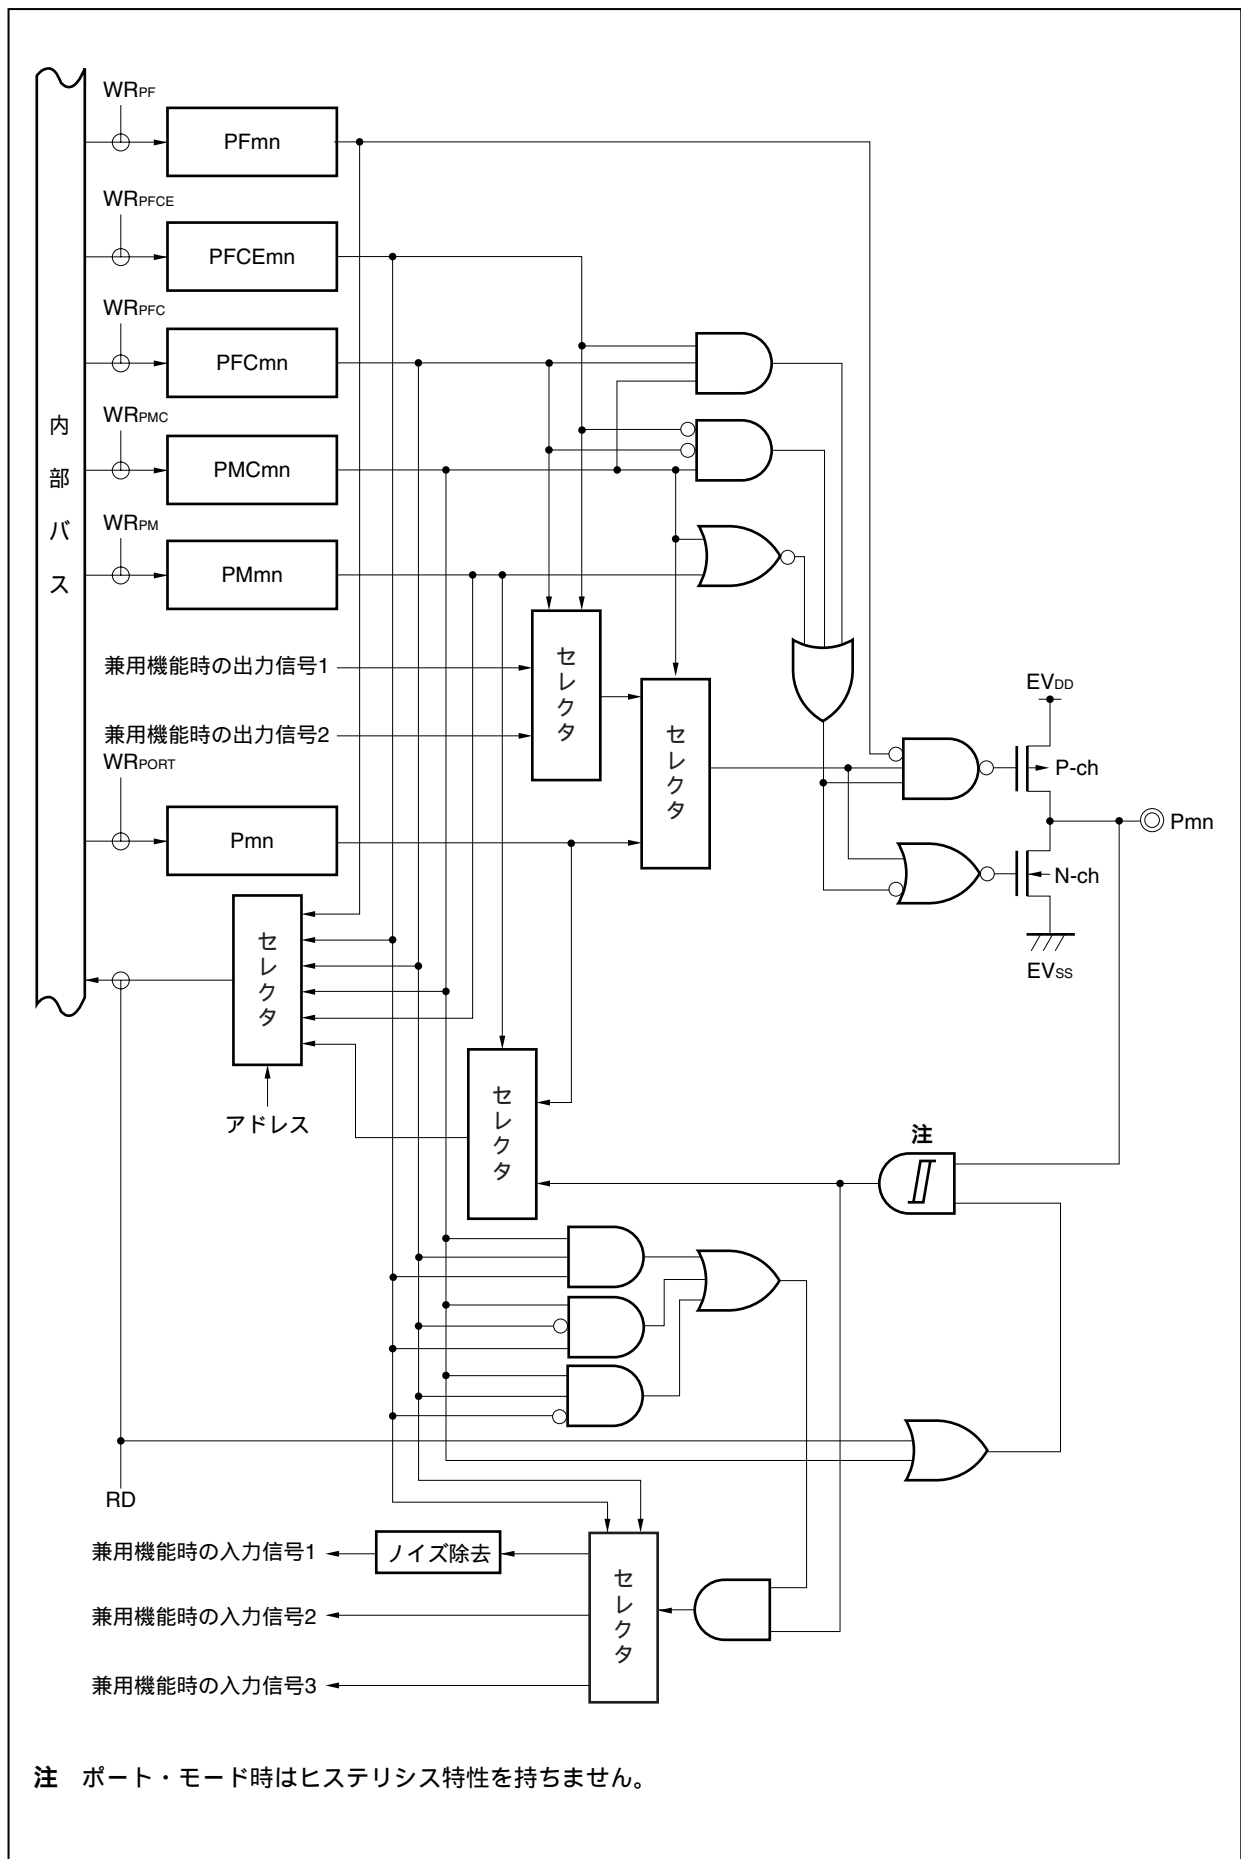 WRPF
PFmn
WRPFCE
PFCEmn
WRPFC
PFCmn
WRPMC
PMCmn
WRPM
PMmn
内部バス
兼用機能時の出力信号1
兼用機能時の出力信号2
セレクタ
セレクタ
WRPORT
Pmn
EVDD
P-ch
Pmn
N-ch
EVSS
セレクタ
アドレス
セレクタ
注
RD
兼用機能時の入力信号1
ノイズ除去
兼用機能時の入力信号2
兼用機能時の入力信号3
セレクタ
注 ポート・モード時はヒステリシス特性を持ちません。